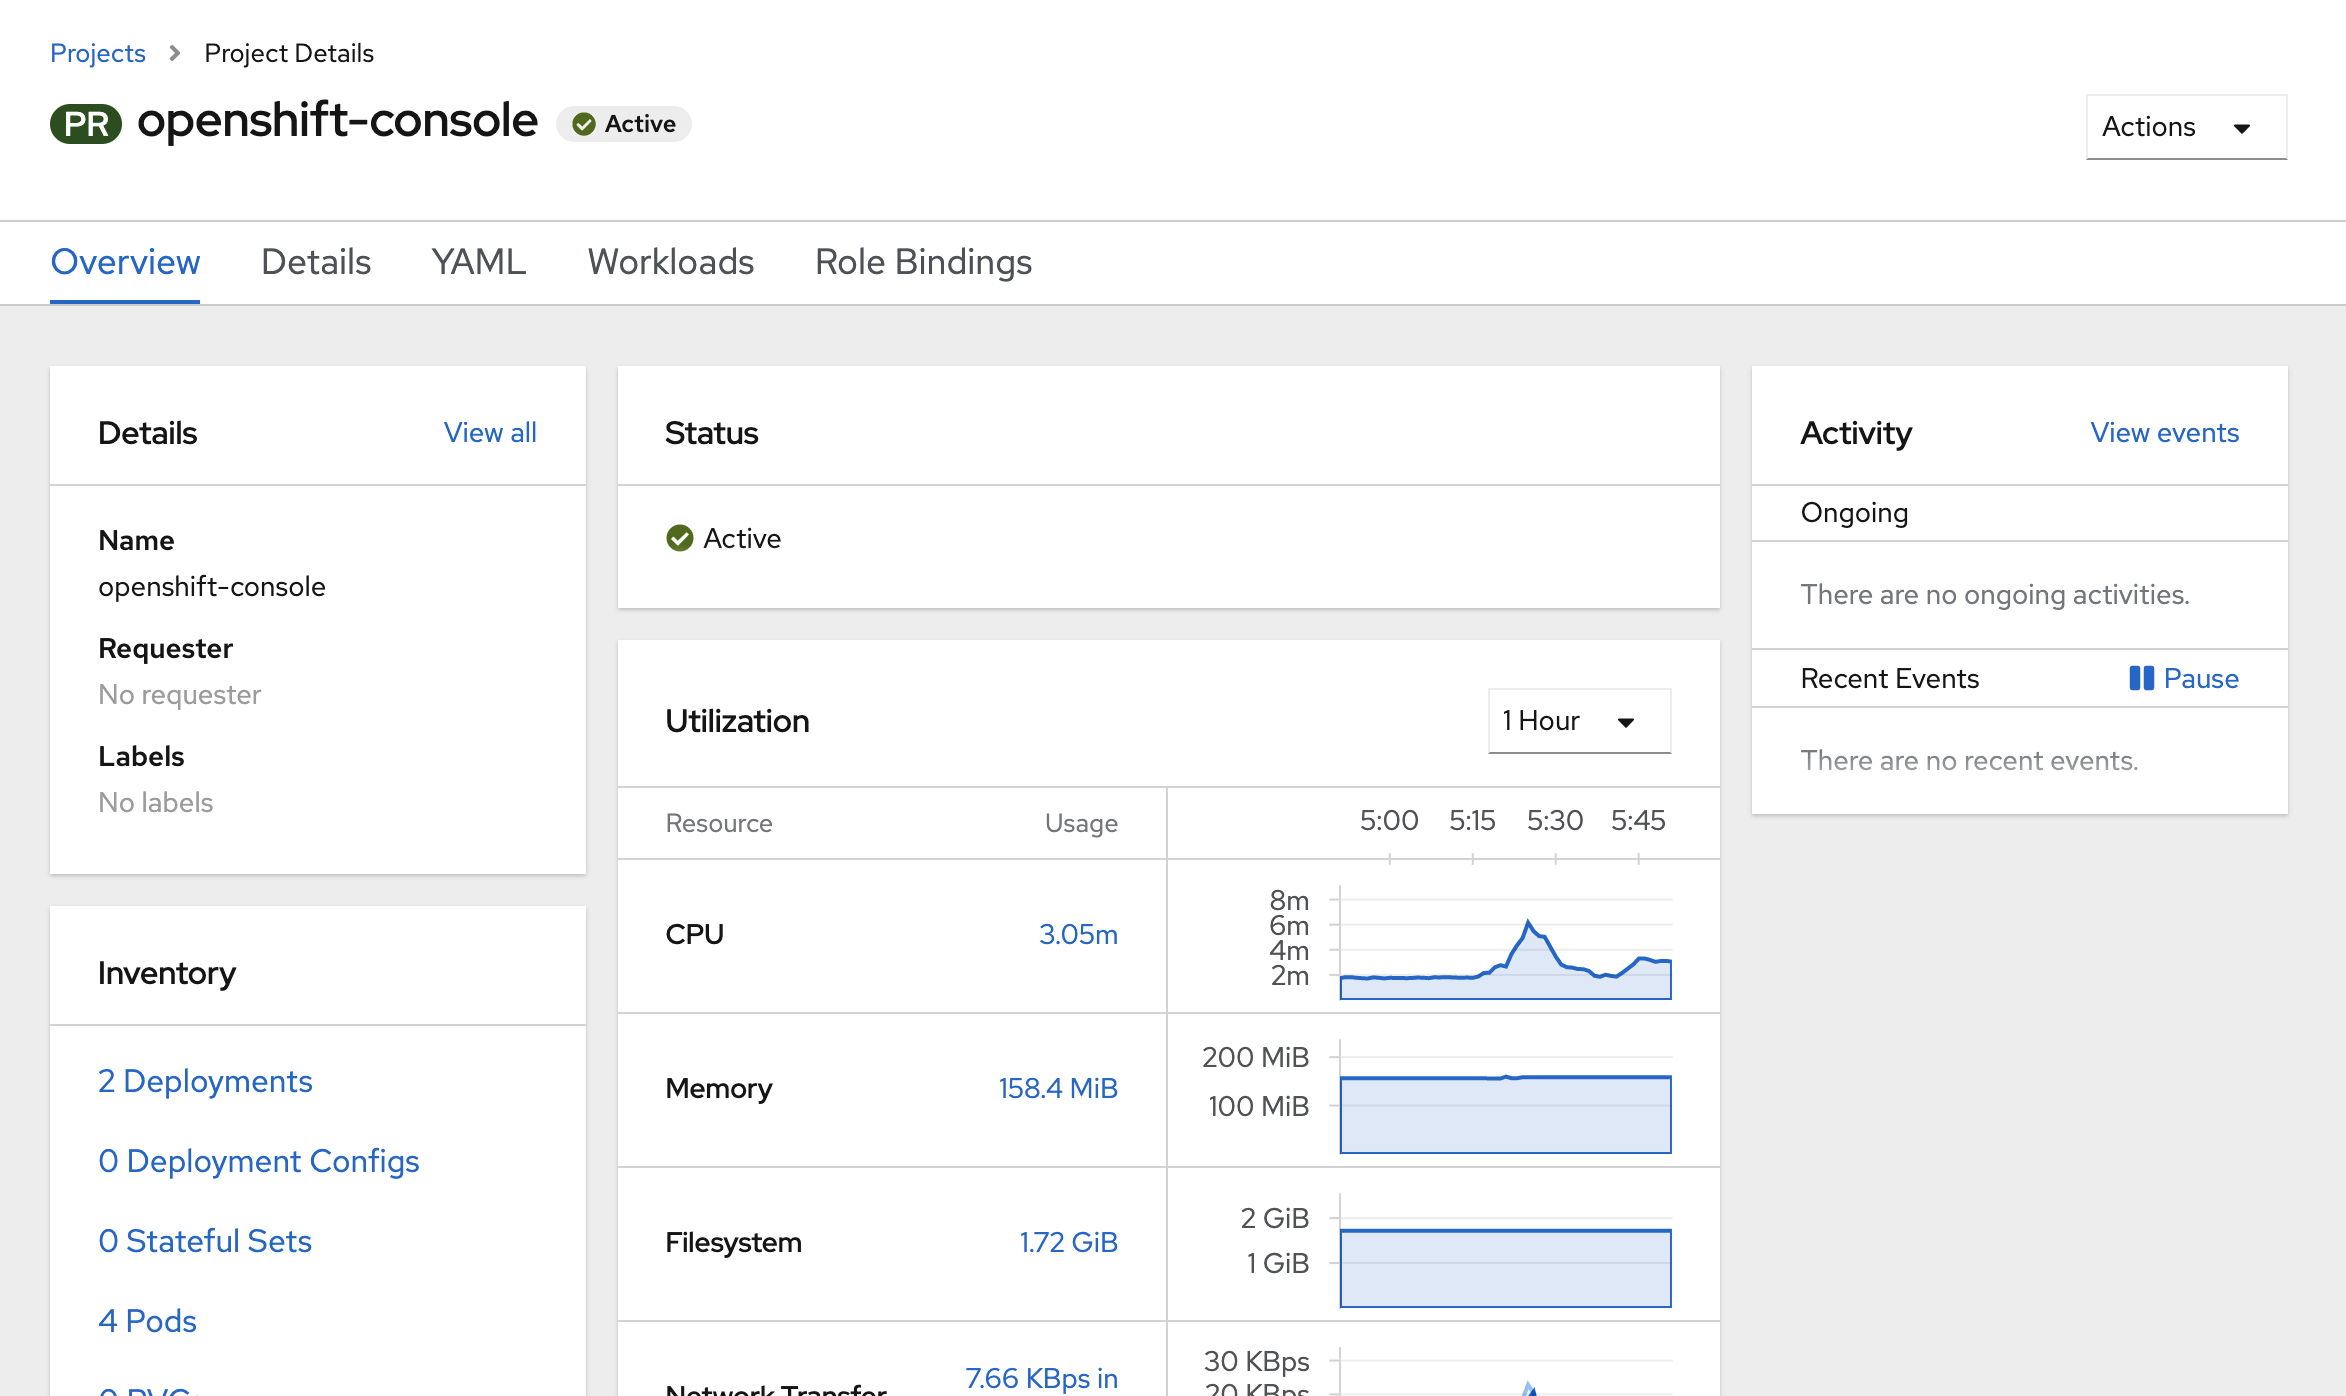 Projects > Project Details
PR openshift-console Active
Actions
Overview Details YAML Workloads Role Bindings
Details View all
Name
openshift-console
Requester
No requester
Labels
No labels
Inventory
2 Deployments
0 Deployment Configs
0 Stateful Sets
4 Pods
Status
Active
Utilization 1 Hour
Resource Usage 5:00 5:15 5:30 5:45
CPU 3.05m
8m
6m
4m
2m
Memory 158.4 MiB
200 MiB
100 MiB
Filesystem 1.72 GiB
2 GiB
1 GiB
Network Transfer 7.66 KBps in
30 KBps
20 KBps
Activity View events
Ongoing
There are no ongoing activities.
Recent Events Pause
There are no recent events.